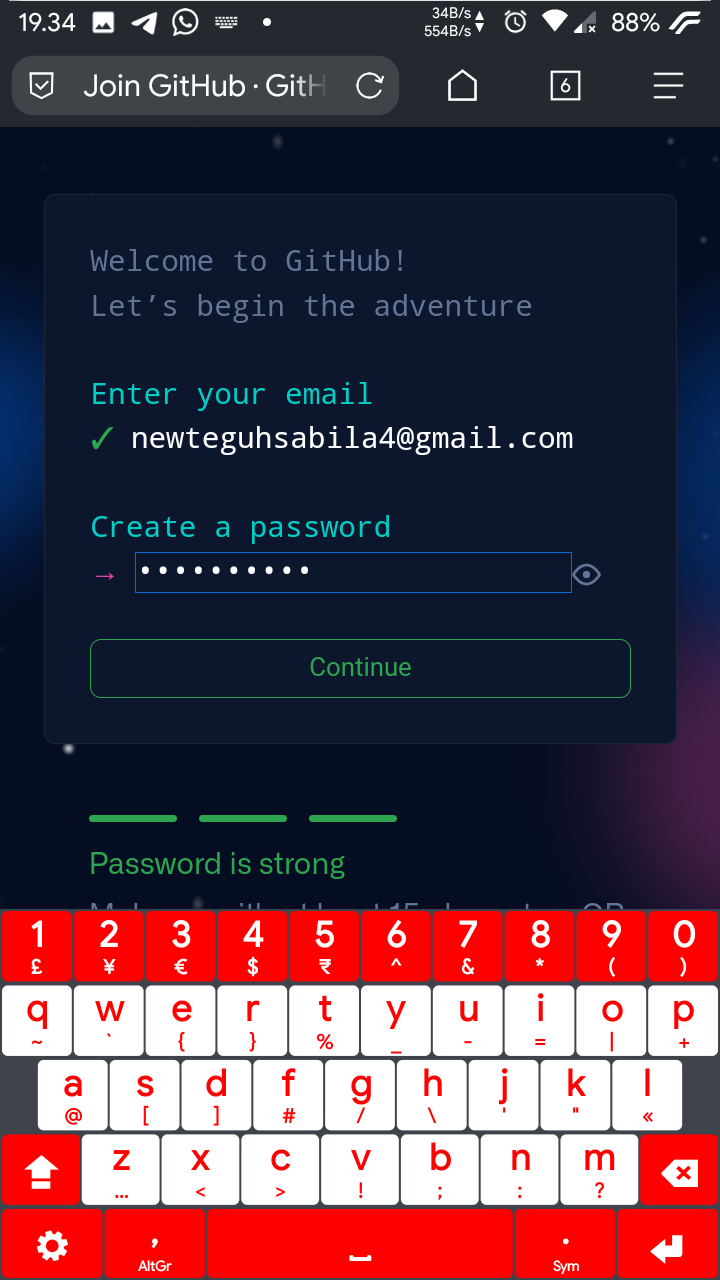 19.34
34B/s
554B/s
88%
Join GitHub · GitH
6
Welcome to GitHub!
Let’s begin the adventure
Enter your email
✓ newteguhsabila4@gmail.com
Create a password
→ ••••••••••
Continue
Password is strong
1 2 3 4 5 6 7 8 9 0
£ ¥ € $ ₹ ^ & * ( )
q w e r t y u i o p
~ ` { } % _ - = | +
a s d f g h j k l
@ [ ] # / \ ' " «
z x c v b n m
... < > ! ; : ?
, .
AltGr Sym